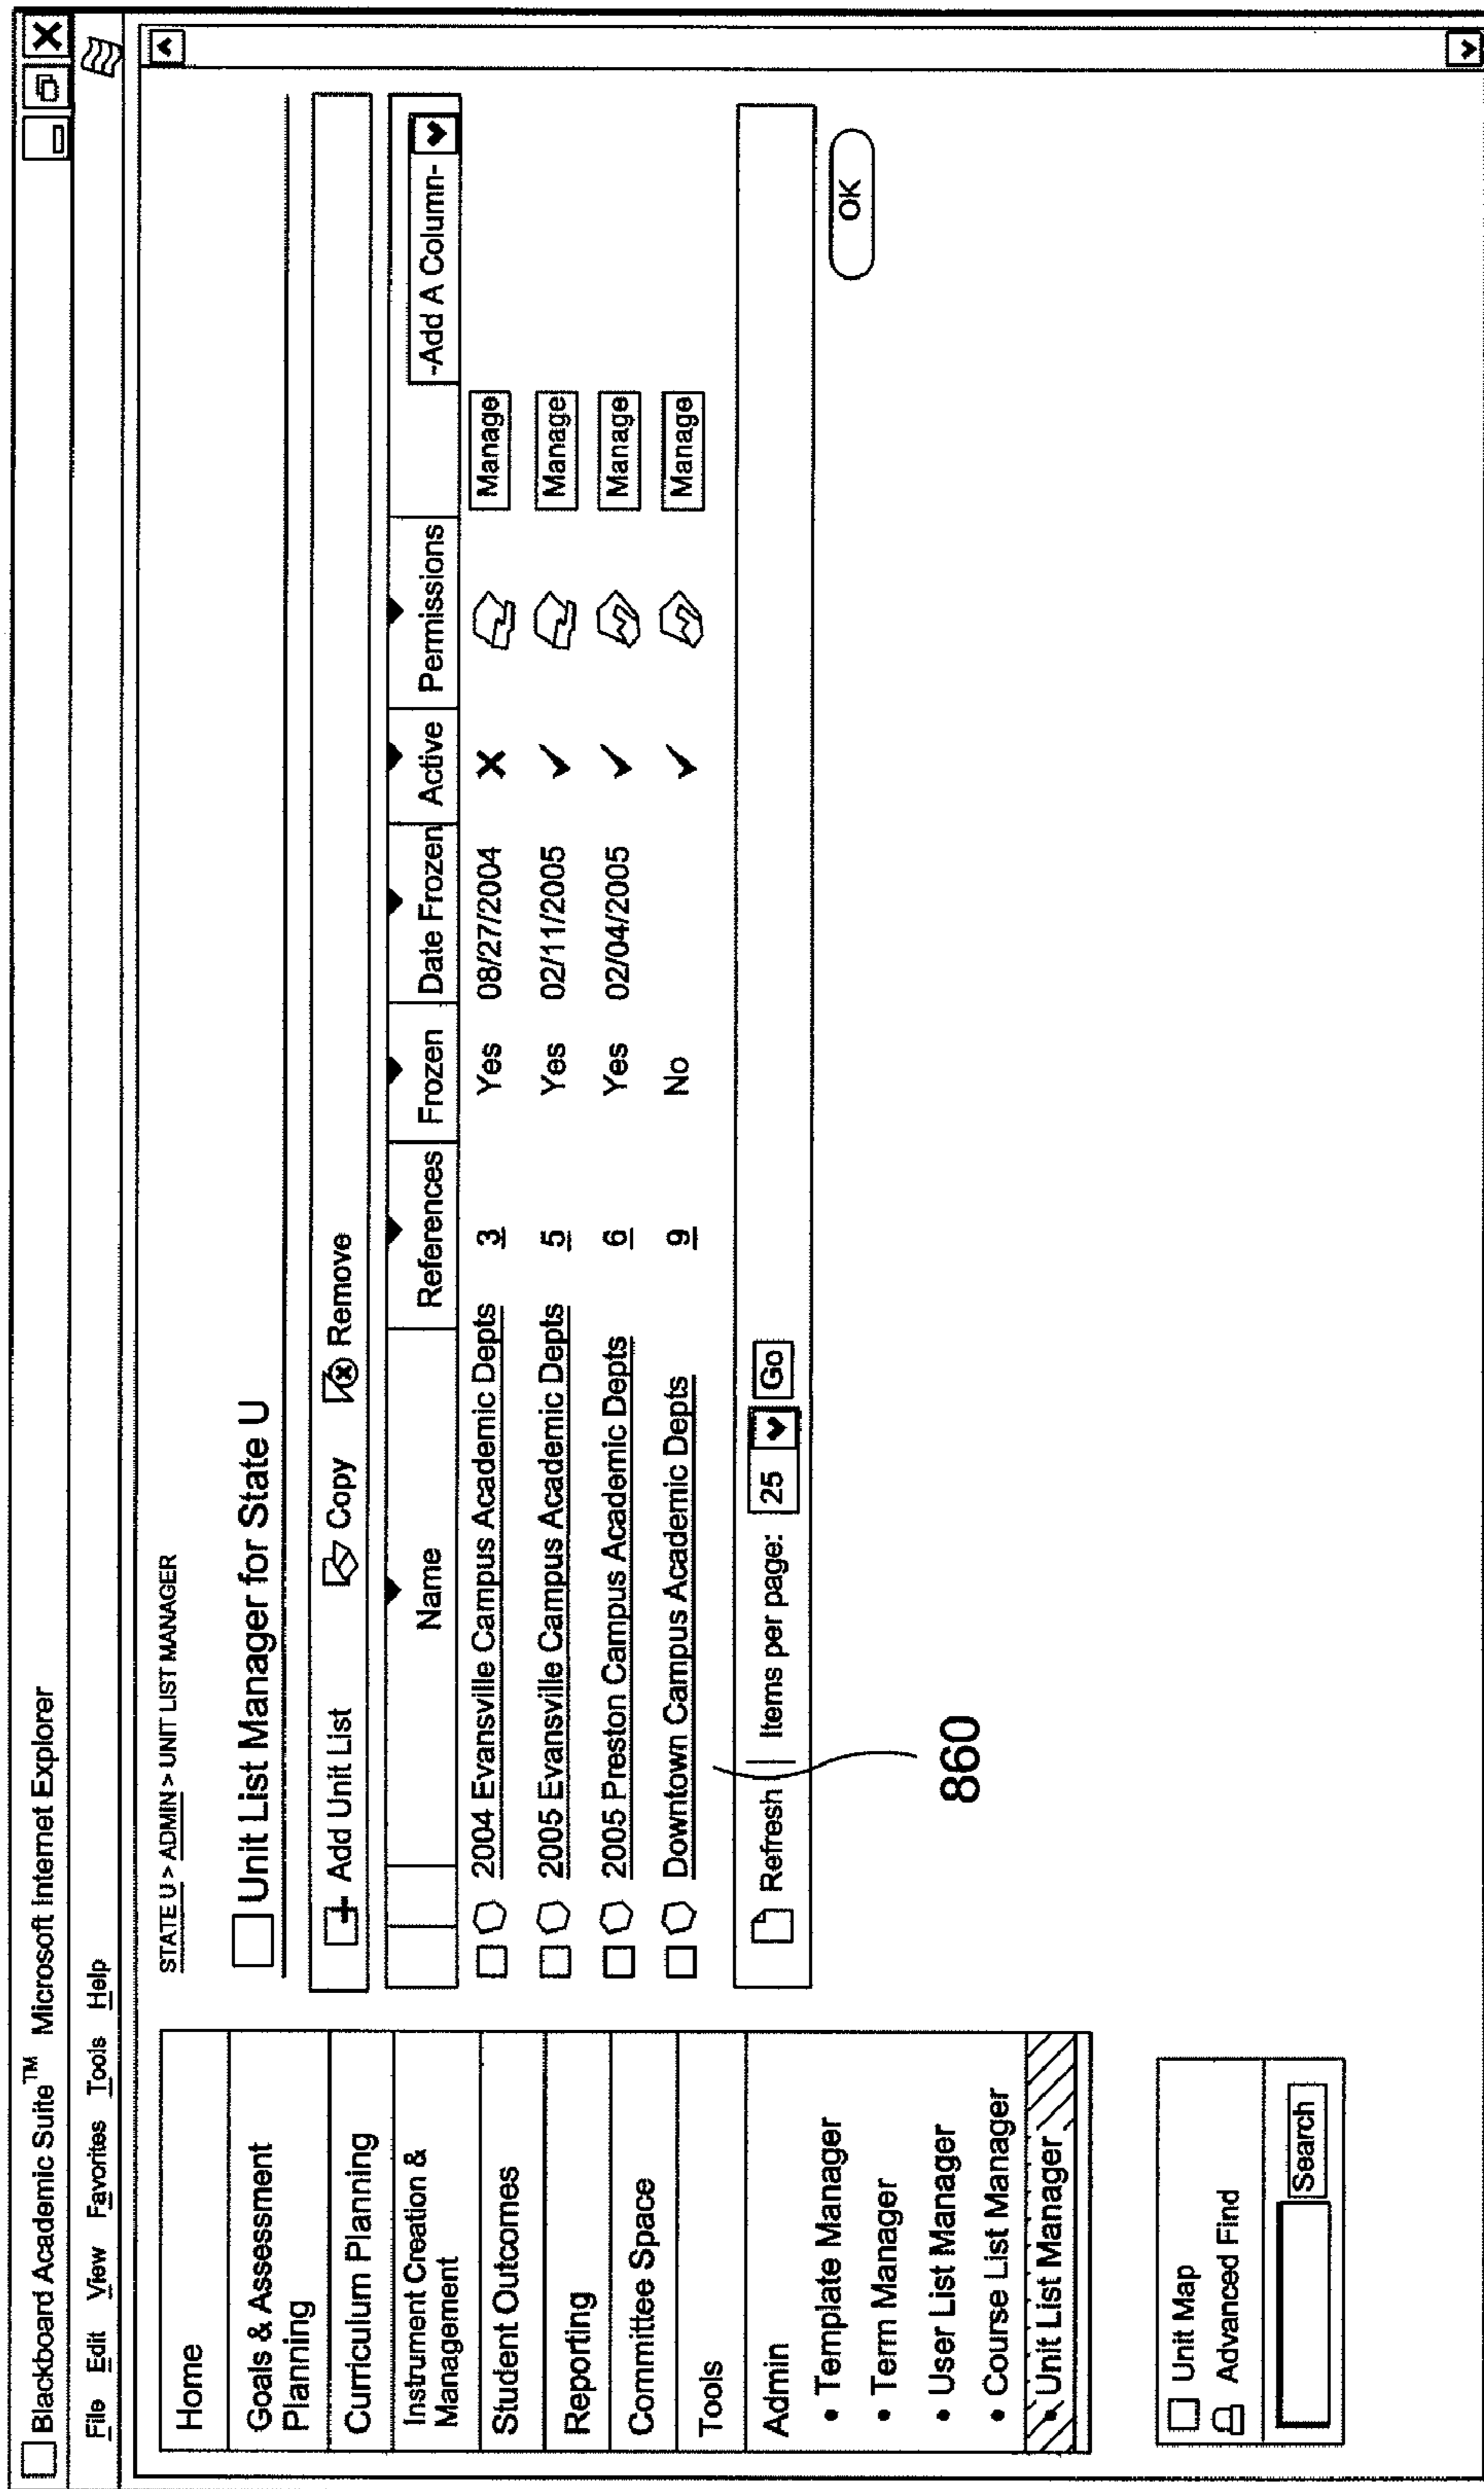 Blackboard Academic Suite™ Microsoft Internet Explorer
File Edit View Favorites Tools Help
Home
Goals & Assessment
Planning
Curriculum Planning
Instrument Creation &
Management
Student Outcomes
Reporting
Committee Space
Tools
Admin
• Template Manager
• Term Manager
• User List Manager
• Course List Manager
• Unit List Manager
Unit Map
Advanced Find
Search
STATE U > ADMIN > UNIT LIST MANAGER
Unit List Manager for State U
Add Unit List Copy Remove
Name References Frozen Date Frozen Active Permissions -Add A Column-
2004 Evansville Campus Academic Depts 3 Yes 08/27/2004 Manage
2005 Evansville Campus Academic Depts 5 Yes 02/11/2005 Manage
2005 Preston Campus Academic Depts 6 Yes 02/04/2005 Manage
Downtown Campus Academic Depts 9 No Manage
Refresh | Items per page: 25 Go
OK
860